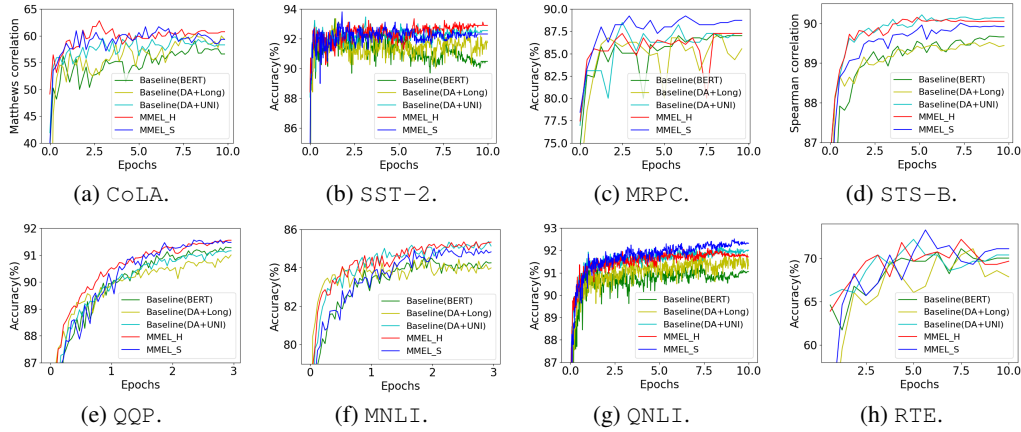 65
60
55
50
45
40
Matthews correlation
0.0 2.5 5.0 7.5 10.0
Epochs
Baseline(BERT)
Baseline(DA+Long)
Baseline(DA+UNI)
MMEL_H
MMEL_S
(a) CoLA.
94
92
90
88
86
Accuracy(%)
0.0 2.5 5.0 7.5 10.0
Epochs
Baseline(BERT)
Baseline(DA+Long)
Baseline(DA+UNI)
MMEL_H
MMEL_S
(b) SST-2.
90.0
87.5
85.0
82.5
80.0
77.5
75.0
Accuracy(%)
0.0 2.5 5.0 7.5 10.0
Epochs
Baseline(BERT)
Baseline(DA+Long)
Baseline(DA+UNI)
MMEL_H
MMEL_S
(c) MRPC.
90
89
88
87
Spearman correlation
0.0 2.5 5.0 7.5 10.0
Epochs
Baseline(BERT)
Baseline(DA+Long)
Baseline(DA+UNI)
MMEL_H
MMEL_S
(d) STS-B.
92
91
90
89
88
87
Accuracy(%)
0 1 2 3
Epochs
Baseline(BERT)
Baseline(DA+Long)
Baseline(DA+UNI)
MMEL_H
MMEL_S
(e) QQP.
86
84
82
80
Accuracy(%)
0 1 2 3
Epochs
Baseline(BERT)
Baseline(DA+Long)
Baseline(DA+UNI)
MMEL_H
MMEL_S
(f) MNLI.
93
92
91
90
89
88
87
Accuracy(%)
0.0 2.5 5.0 7.5 10.0
Epochs
Baseline(BERT)
Baseline(DA+Long)
Baseline(DA+UNI)
MMEL_H
MMEL_S
(g) QNLI.
70
65
60
Accuracy(%)
2 4 6 8 10
Epochs
Baseline(BERT)
Baseline(DA+Long)
Baseline(DA+UNI)
MMEL_H
MMEL_S
(h) RTE.